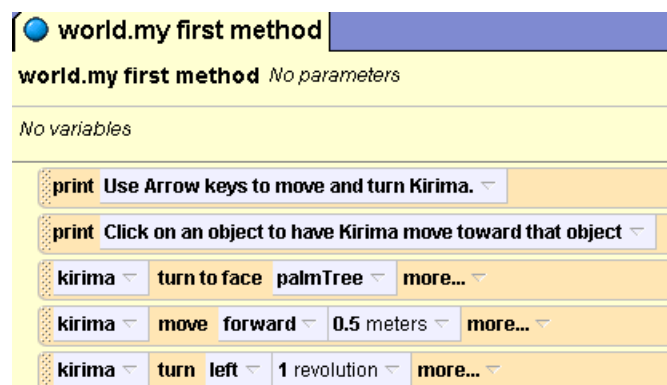 world.my first method
world.my first method No parameters
No variables
print Use Arrow keys to move and turn Kirima.
print Click on an object to have Kirima move toward that object
kirima turn to face palmTree more...
kirima move forward 0.5 meters more...
kirima turn left 1 revolution more...